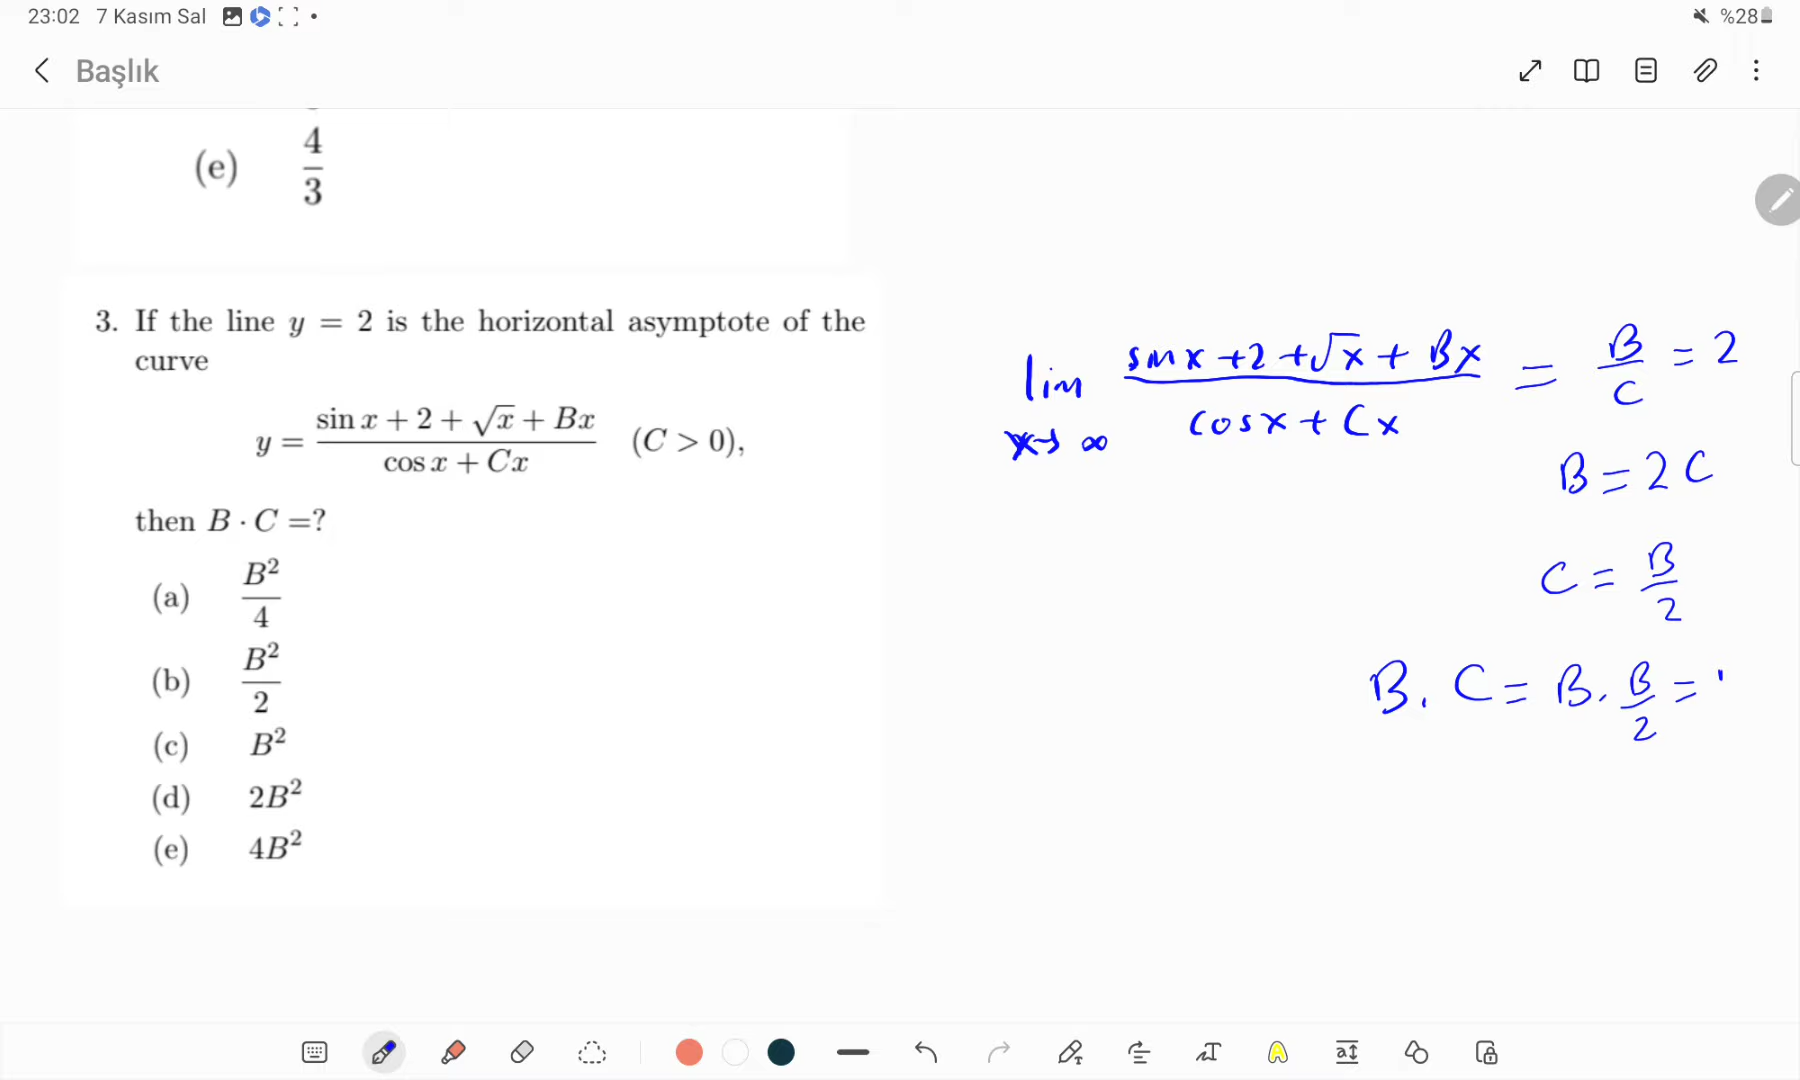 23:02 7 Kasım Sal %28
Başlık
(e) 4/3
3. If the line y = 2 is the horizontal asymptote of the
curve
y = (sin x + 2 + √x + Bx)/(cos x + Cx) (C > 0),
then B · C =?
(a) B²/4
(b) B²/2
(c) B²
(d) 2B²
(e) 4B²
lim x→∞ (sin x + 2 + √x + Bx)/(cos x + Cx) = B/C = 2
B = 2C
C = B/2
B. C = B. B/2 =